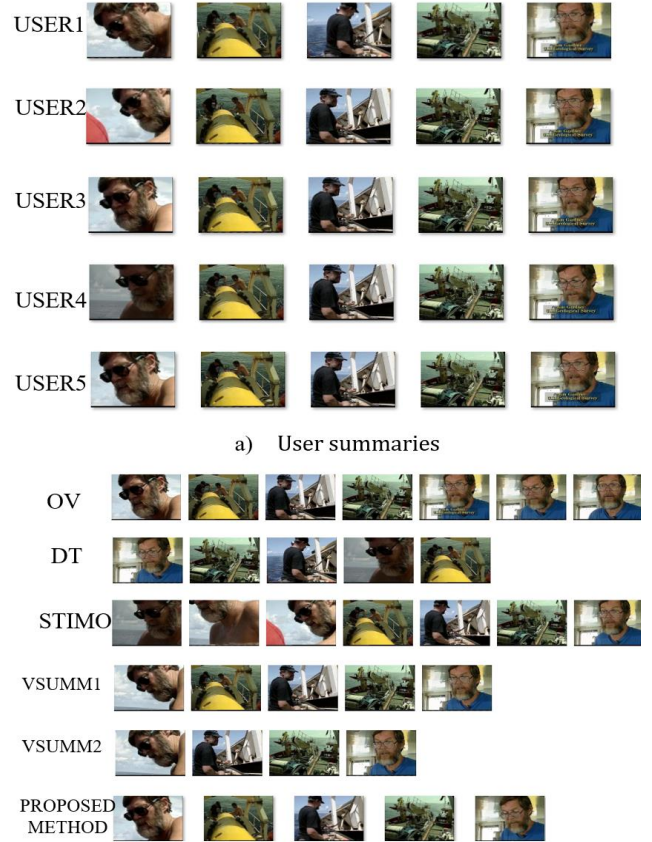 USER1
USER2
USER3
USER4
USER5
a) User summaries
OV
DT
STIMO
VSUMM1
VSUMM2
PROPOSED
METHOD